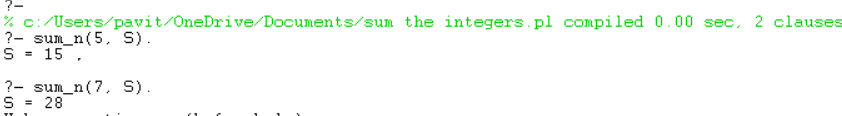 ?-
% c:/Users/pavit/OneDrive/Documents/sum the integers.pl compiled 0.00 sec, 2 clauses
?- sum_n(5, S).
S = 15 ,
?- sum_n(7, S).
S = 28